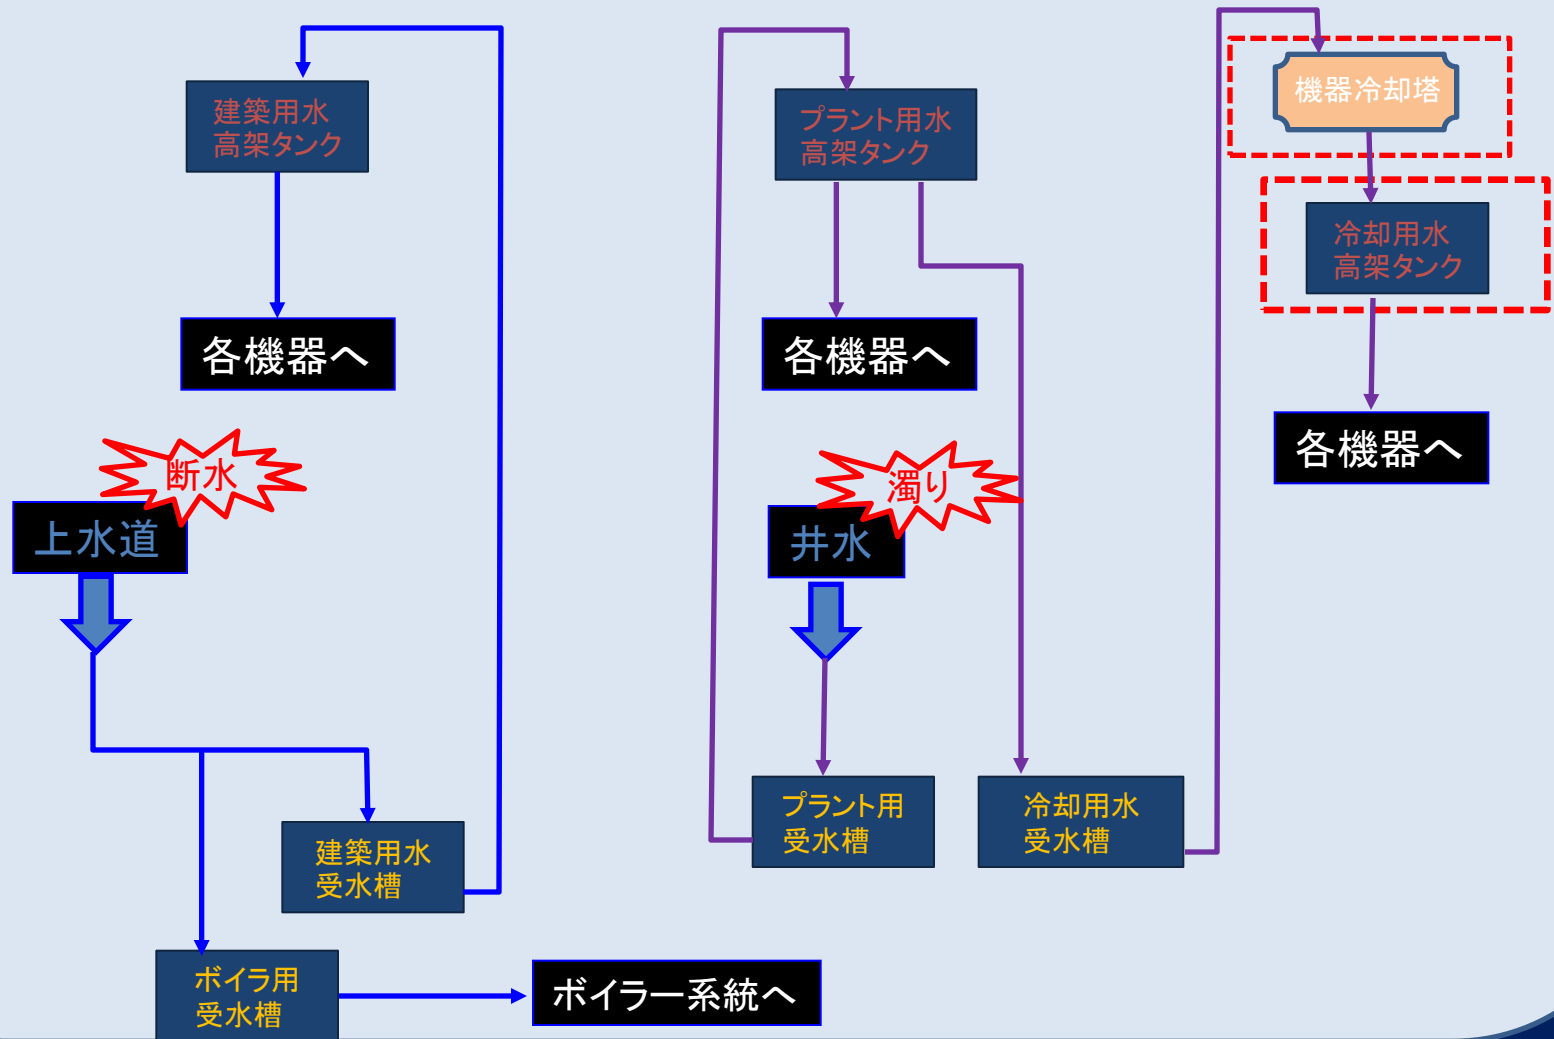 建築用水
高架タンク
各機器へ
断水
上水道
建築用水
受水槽
ボイラ用
受水槽
ボイラー系統へ
プラント用水
高架タンク
各機器へ
濁り
井水
プラント用
受水槽
冷却用水
受水槽
機器冷却塔
冷却用水
高架タンク
各機器へ